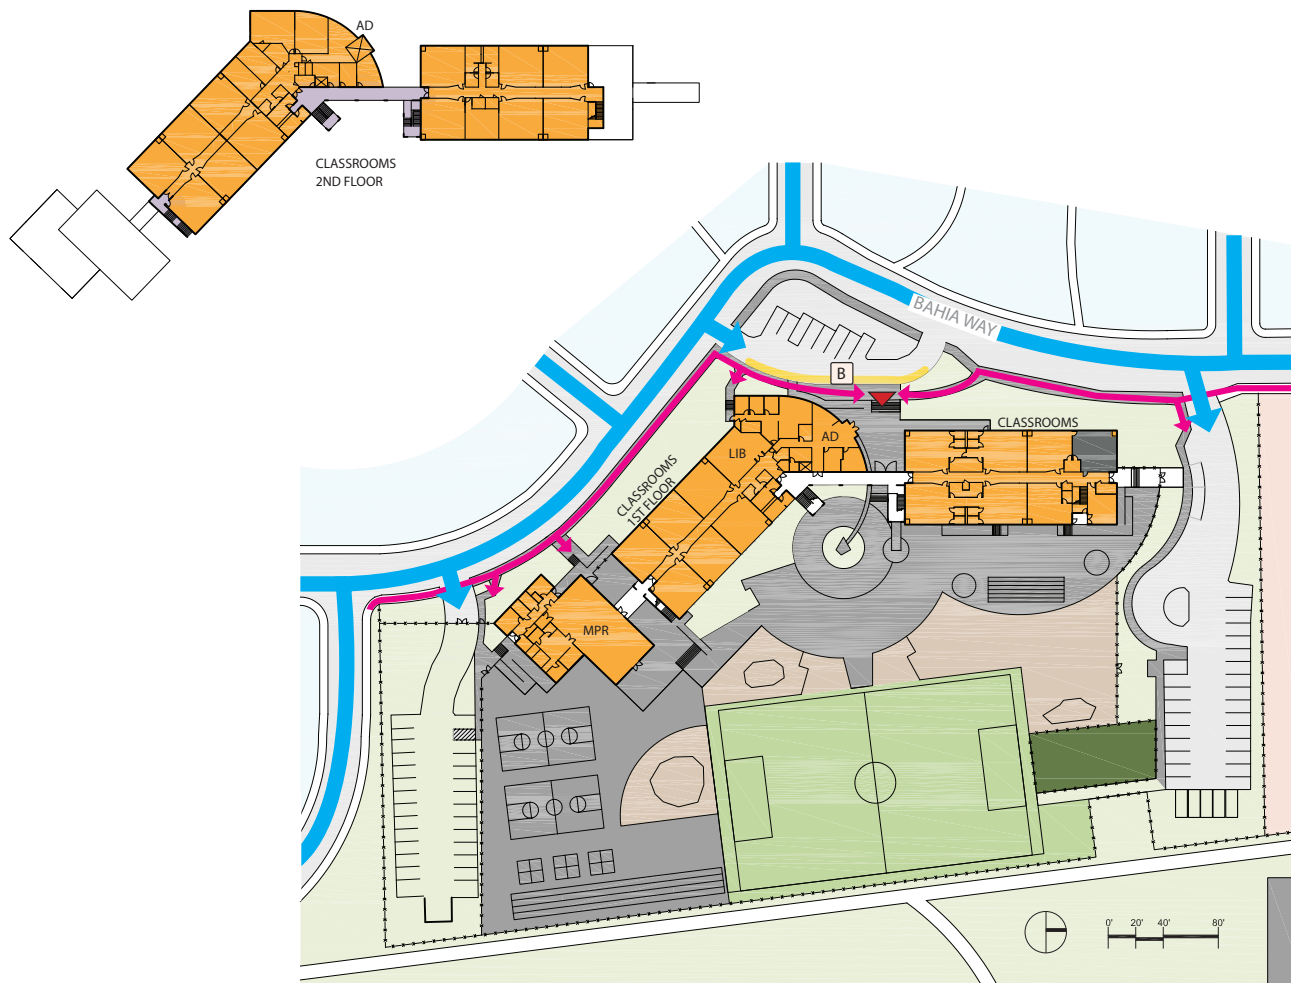 AD
CLASSROOMS
2ND FLOOR
BAHIA WAY
B
CLASSROOMS
AD
LIB
CLASSROOMS
1ST FLOOR
MPR
0' 20' 40' 80'